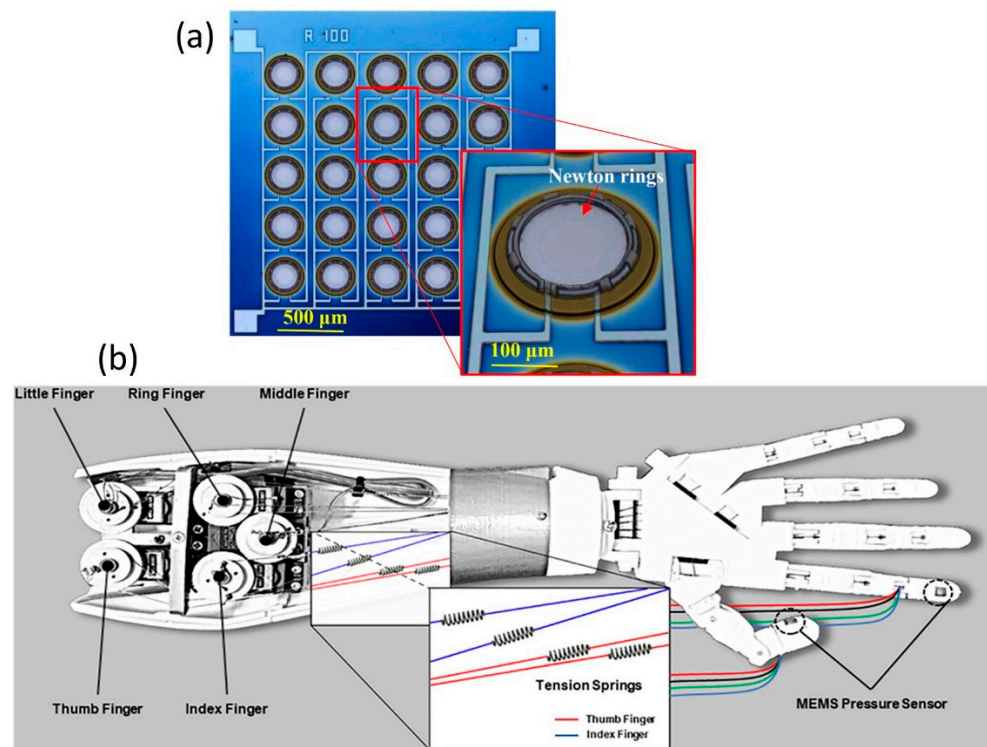 (a)
R 100
Newton rings
500 μm
100 μm
(b)
Little Finger
Ring Finger
Middle Finger
Tension Springs
Thumb Finger
Index Finger
Thumb Finger
Index Finger
MEMS Pressure Sensor